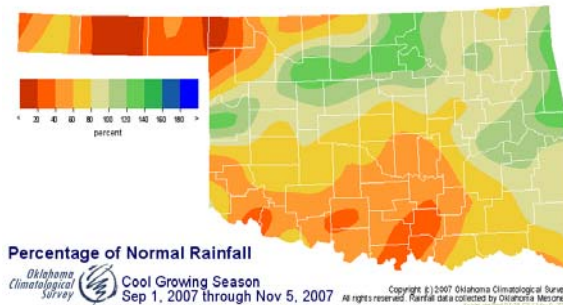 < 20 40 60 80 100 120 140 160 180 >
percent
Percentage of Normal Rainfall
Oklahoma
Climatological
Survey
Cool Growing Season
Sep 1, 2007 through Nov 5, 2007
Copyright (c) 2007 Oklahoma Climatological Surve
All rights reserved. Rainfall data collected by Oklahoma Mesone